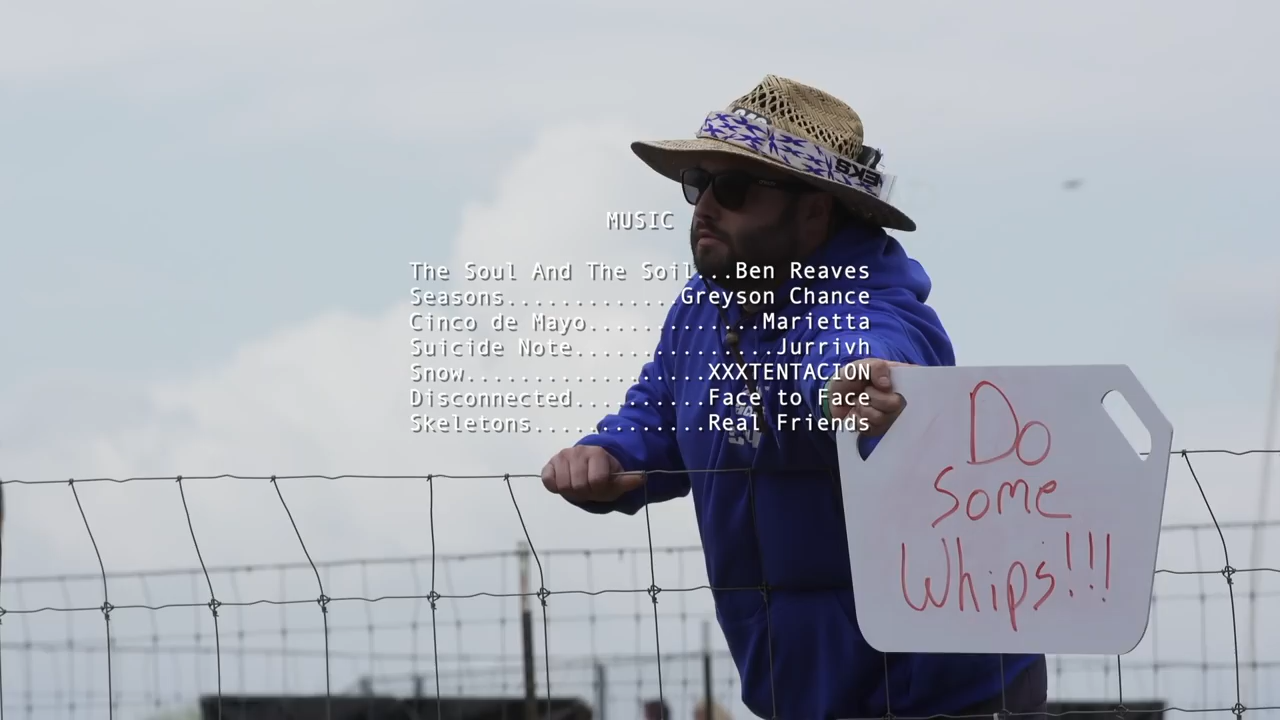 MUSIC
The Soul And The Soil...Ben Reaves
Seasons.............Greyson Chance
Cinco de Mayo.............Marietta
Suicide Note...............Jurrivh
Snow..................XXXTENTACION
Disconnected..........Face to Face
Skeletons.............Real Friends
Do
Some
Whips!!!